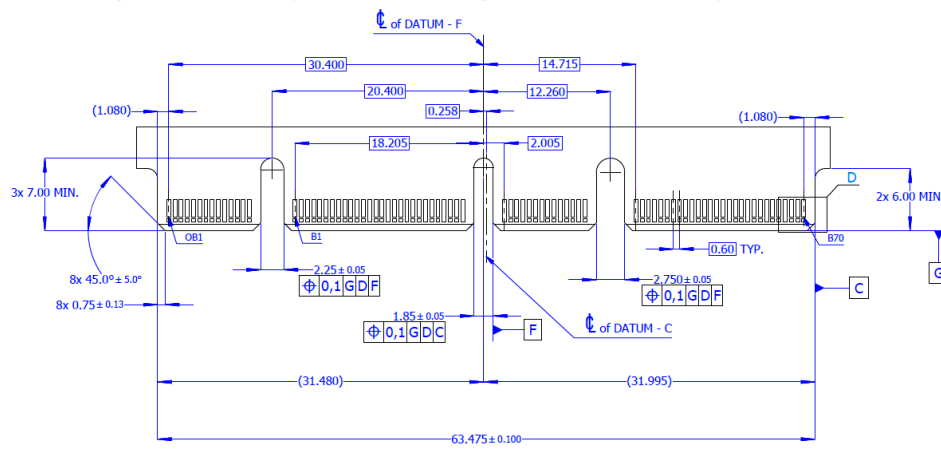 ℄ of DATUM - F
30.400
14.715
20.400
12.260
(1.080)
0.258
(1.080)
18.205
2.005
3x 7.00 MIN.
D
2x 6.00 MIN
OB1
B1
B70
0.60 TYP.
G
8x 45.0° ± 5.0°
2.25 ± 0.05
⌖ 0,1 G D F
2.750 ± 0.05
⌖ 0,1 G D F
C
8x 0.75 ± 0.13
1.85 ± 0.05
⌖ 0,1 G D C
F
℄ of DATUM - C
(31.480)
(31.995)
63.475 ± 0.100